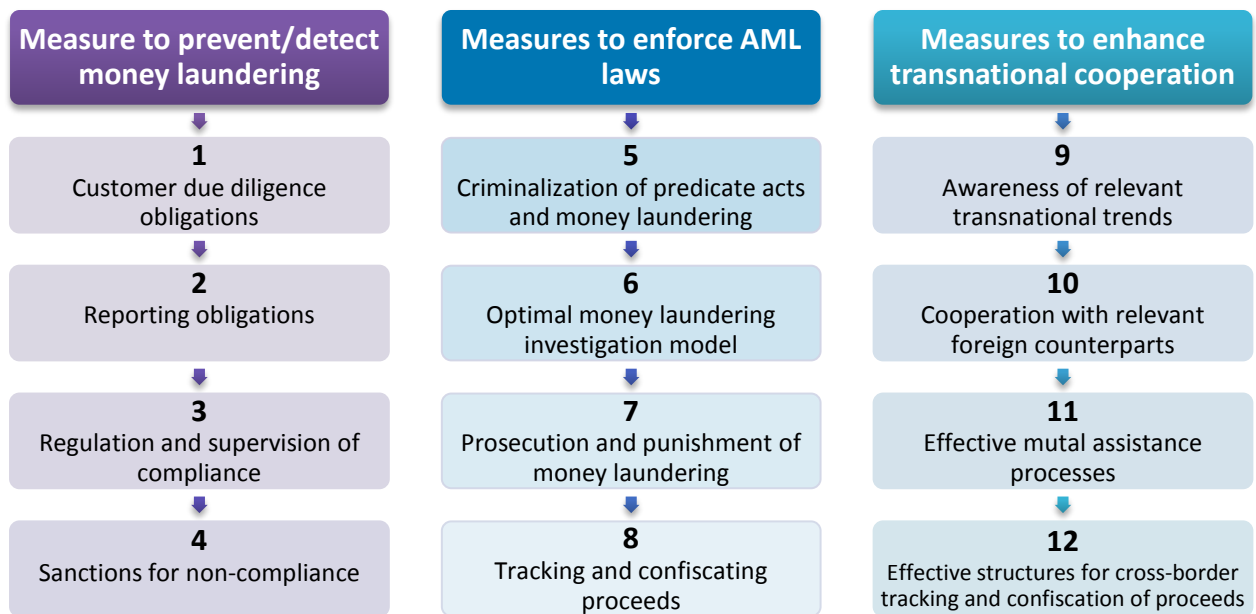 Measure to prevent/detect
money laundering
1
Customer due diligence
obligations
2
Reporting obligations
3
Regulation and supervision of
compliance
4
Sanctions for non-compliance
Measures to enforce AML
laws
5
Criminalization of predicate acts
and money laundering
6
Optimal money laundering
investigation model
7
Prosecution and punishment of
money laundering
8
Tracking and confiscating
proceeds
Measures to enhance
transnational cooperation
9
Awareness of relevant
transnational trends
10
Cooperation with relevant
foreign counterparts
11
Effective mutal assistance
processes
12
Effective structures for cross-border
tracking and confiscation of proceeds